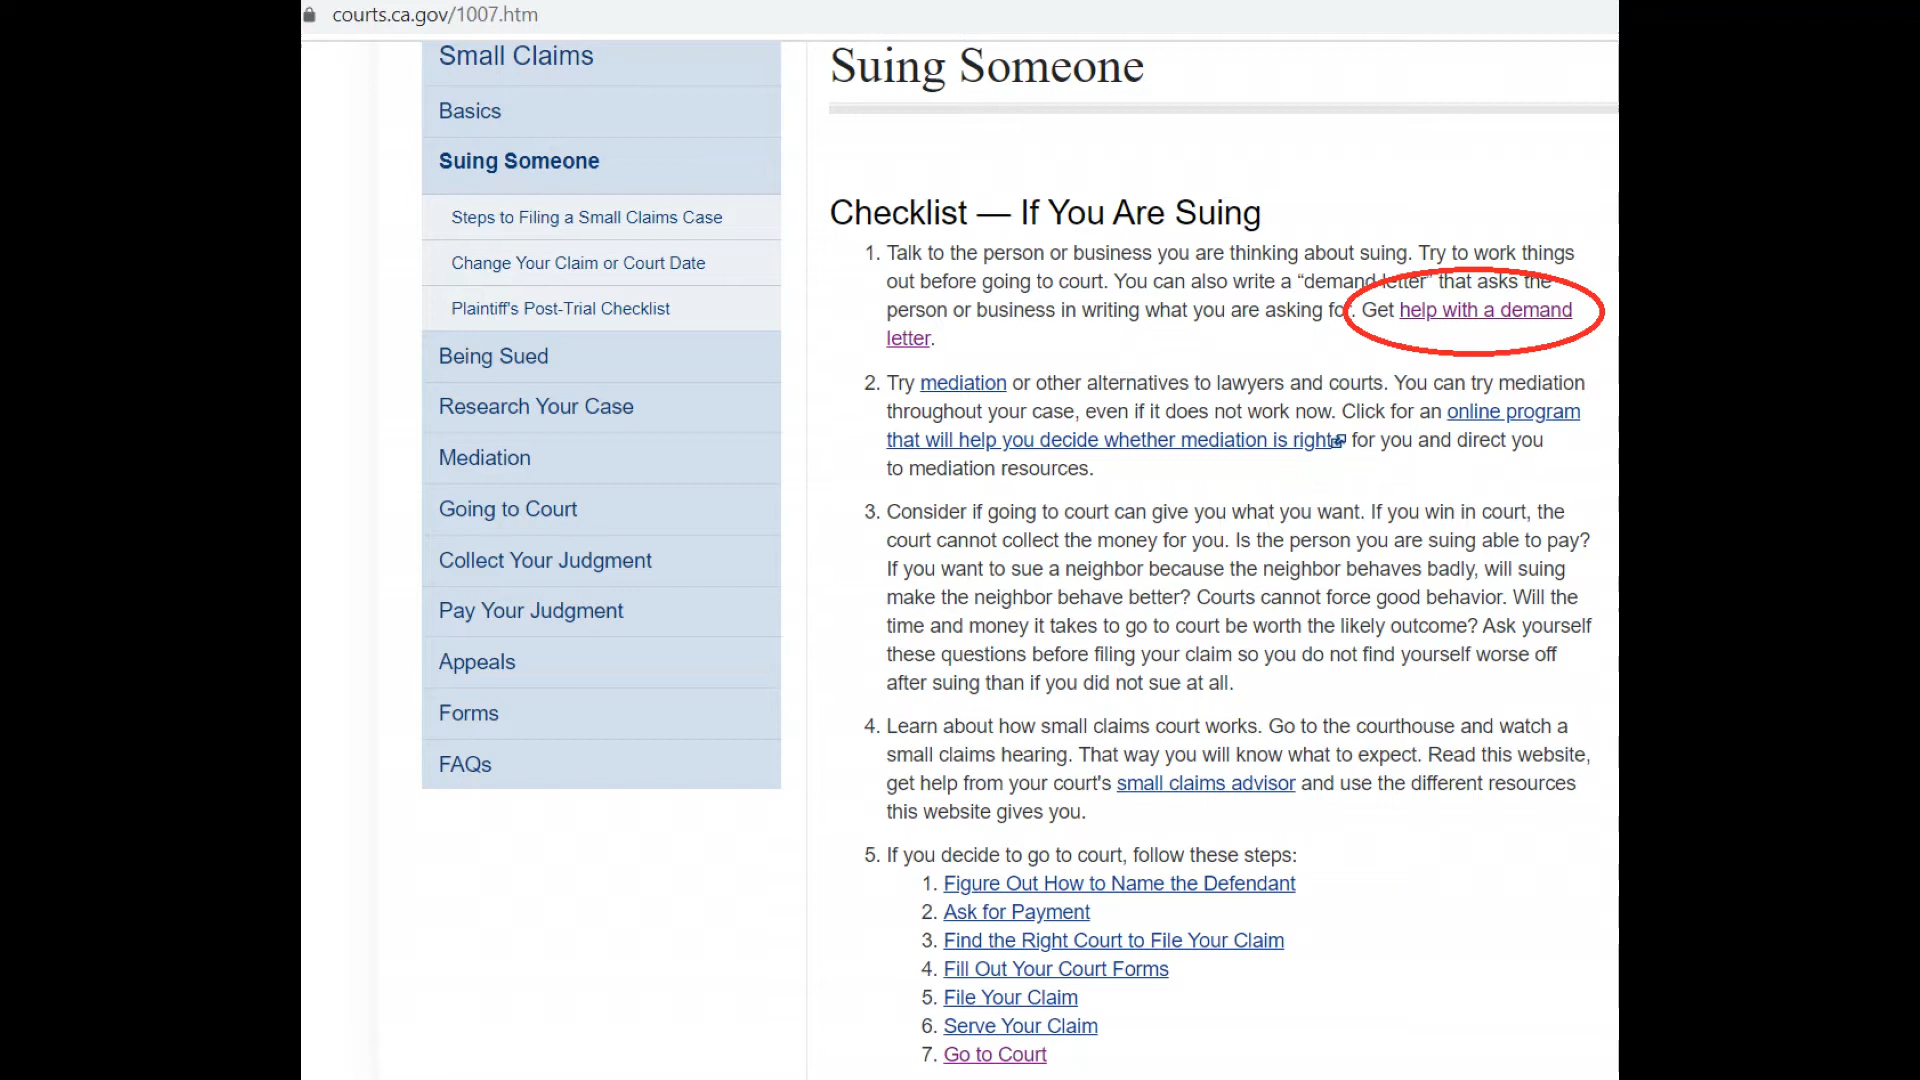 courts.ca.gov/1007.htm
Small Claims
Basics
Suing Someone
Steps to Filing a Small Claims Case
Change Your Claim or Court Date
Plaintiff's Post-Trial Checklist
Being Sued
Research Your Case
Mediation
Going to Court
Collect Your Judgment
Pay Your Judgment
Appeals
Forms
FAQs
Suing Someone
Checklist — If You Are Suing
1. Talk to the person or business you are thinking about suing. Try to work things
out before going to court. You can also write a “demand letter” that asks the
person or business in writing what you are asking for. Get help with a demand
letter.
2. Try mediation or other alternatives to lawyers and courts. You can try mediation
throughout your case, even if it does not work now. Click for an online program
that will help you decide whether mediation is right for you and direct you
to mediation resources.
3. Consider if going to court can give you what you want. If you win in court, the
court cannot collect the money for you. Is the person you are suing able to pay?
If you want to sue a neighbor because the neighbor behaves badly, will suing
make the neighbor behave better? Courts cannot force good behavior. Will the
time and money it takes to go to court be worth the likely outcome? Ask yourself
these questions before filing your claim so you do not find yourself worse off
after suing than if you did not sue at all.
4. Learn about how small claims court works. Go to the courthouse and watch a
small claims hearing. That way you will know what to expect. Read this website,
get help from your court's small claims advisor and use the different resources
this website gives you.
5. If you decide to go to court, follow these steps:
1. Figure Out How to Name the Defendant
2. Ask for Payment
3. Find the Right Court to File Your Claim
4. Fill Out Your Court Forms
5. File Your Claim
6. Serve Your Claim
7. Go to Court